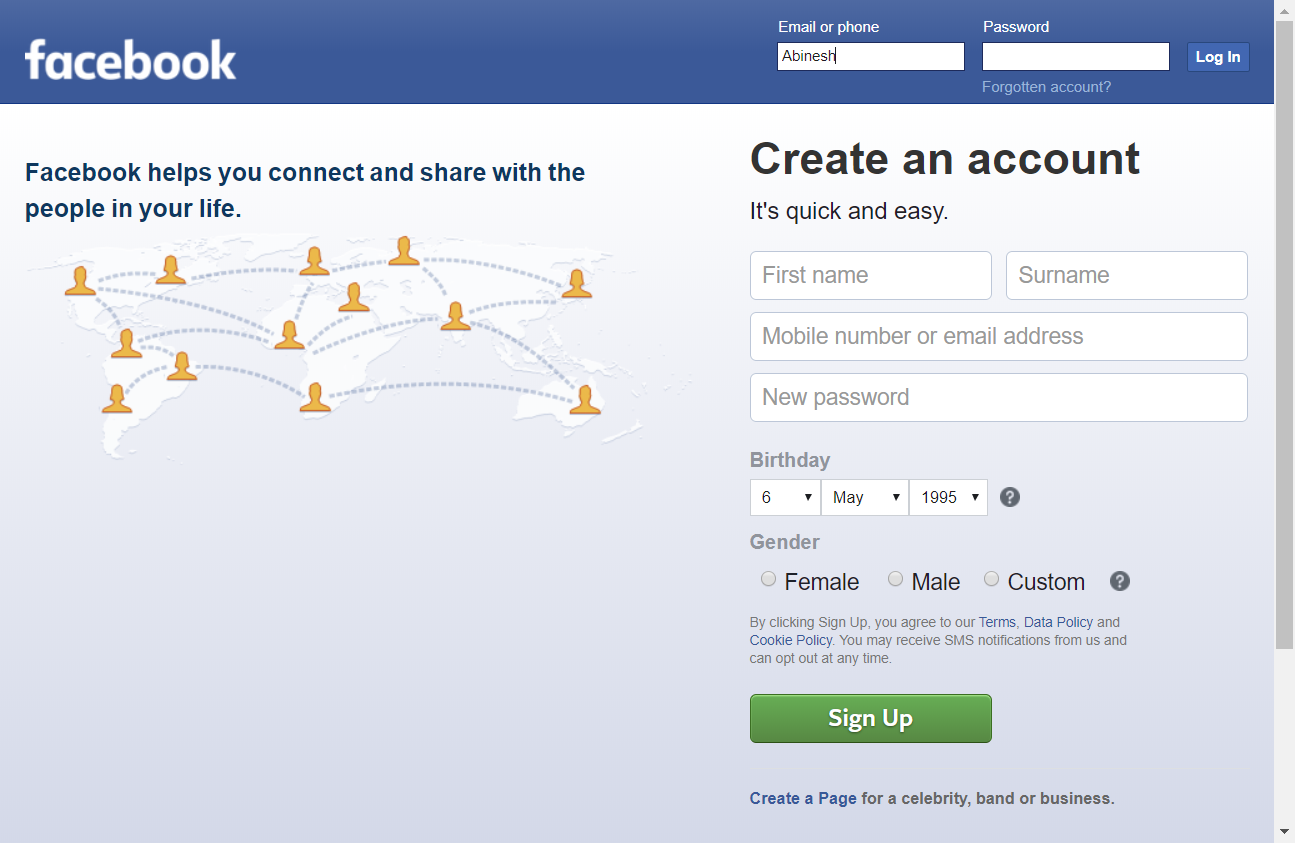 facebook
Email or phone
Password
Abinesh
Log In
Forgotten account?
Facebook helps you connect and share with the
people in your life.
Create an account
It's quick and easy.
First name
Surname
Mobile number or email address
New password
Birthday
6 May 1995
Gender
Female Male Custom
By clicking Sign Up, you agree to our Terms, Data Policy and
Cookie Policy. You may receive SMS notifications from us and
can opt out at any time.
Sign Up
Create a Page for a celebrity, band or business.